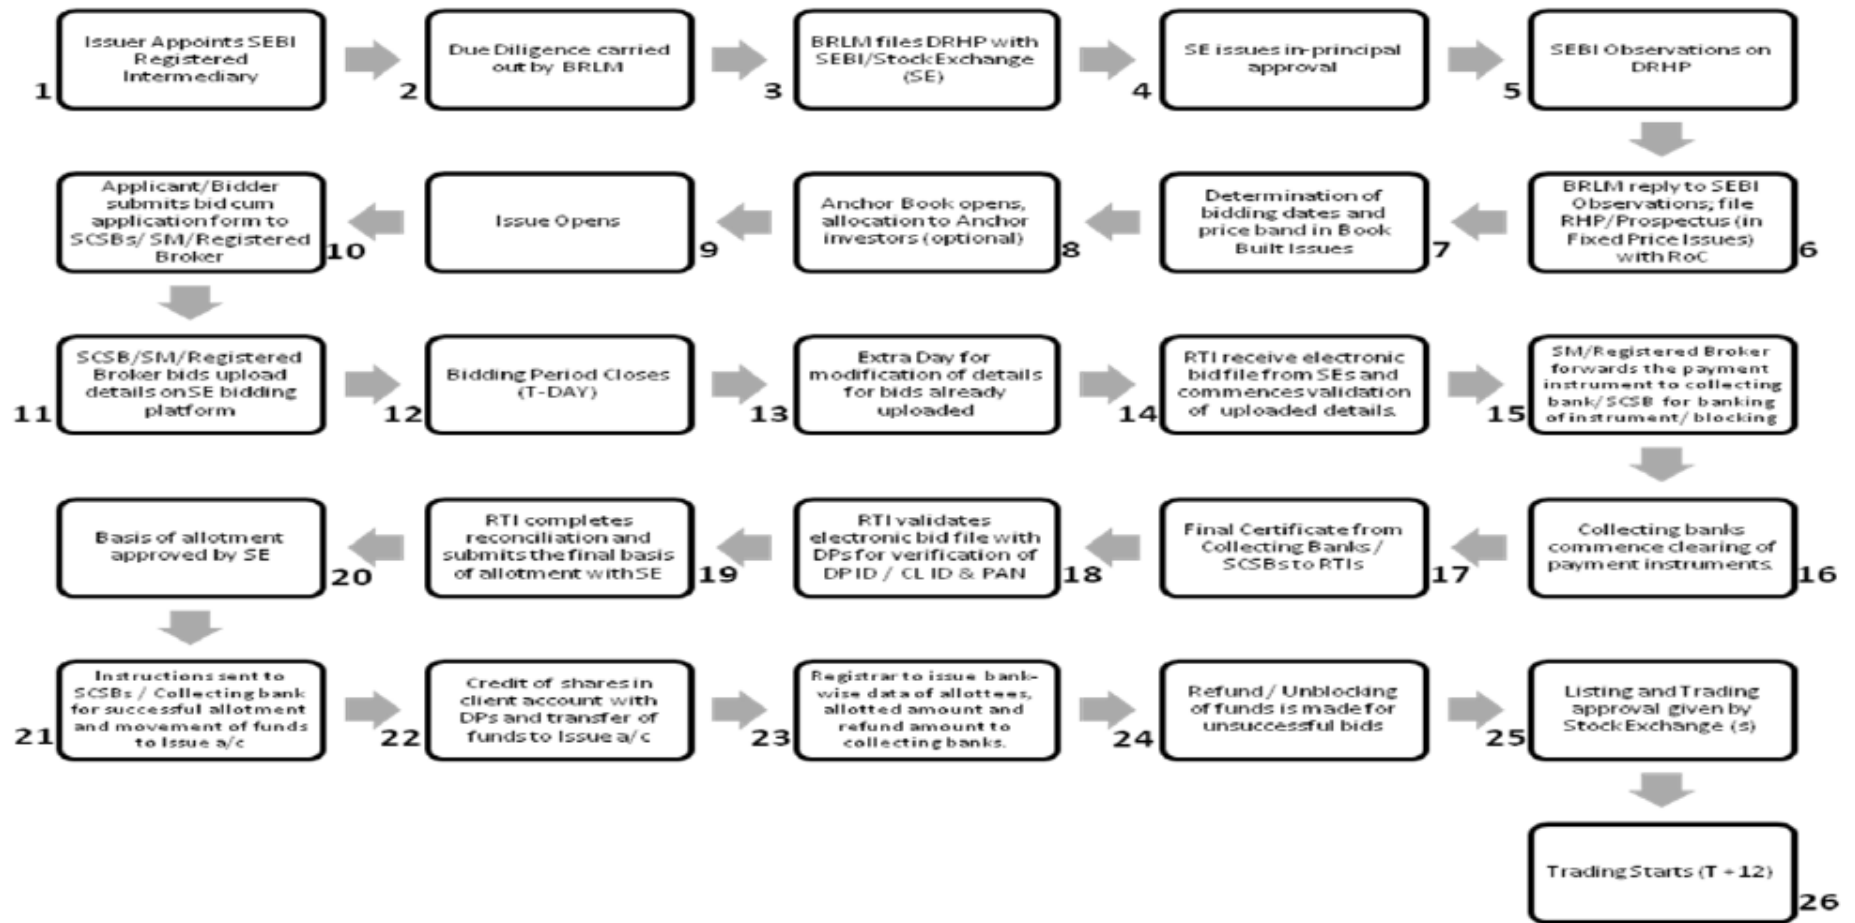 Issuer Appoints SEBI
Registered
Intermediary
1
Due Diligence carried
out by BRLM
2
BRLM files DRHP with
SEBI/Stock Exchange
(SE)
3
SE issues in-principal
approval
4
SEBI Observations on
DRHP
5
BRLM reply to SEBI
Observations; file
RHP/Prospectus (in
Fixed Price Issues)
with RoC
6
Determination of
bidding dates and
price band in Book
Built Issues
7
Anchor Book opens,
allocation to Anchor
investors (optional)
8
Issue Opens
9
Applicant/Bidder
submits bid cum
application form to
SCSBs/ SM/Registered
Broker
10
SCSB/SM/Registered
Broker bids upload
details on SE bidding
platform
11
Bidding Period Closes
(T-DAY)
12
Extra Day for
modification of details
for bids already
uploaded
13
RTI receive electronic
bid file from SEs and
commences validation
of uploaded details.
14
SM/Registered Broker
forwards the payment
instrument to collecting
bank/ SCSB for banking
of instrument/ blocking
15
Collecting banks
commence clearing of
payment instruments.
16
Final Certificate from
Collecting Banks /
SCSBs to RTIs
17
RTI validates
electronic bid file with
DPs for verification of
DP ID / CL ID & PAN
18
RTI completes
reconciliation and
submits the final basis
of allotment with SE
19
Basis of allotment
approved by SE
20
Instructions sent to
SCSBs / Collecting bank
for successful allotment
and movement of funds
to Issue a/c
21
Credit of shares in
client account with
DPs and transfer of
funds to Issue a/c
22
Registrar to issue bank-
wise data of allottees,
allotted amount and
refund amount to
collecting banks.
23
Refund / Unblocking
of funds is made for
unsuccessful bids
24
Listing and Trading
approval given by
Stock Exchange (s)
25
Trading Starts (T + 12)
26